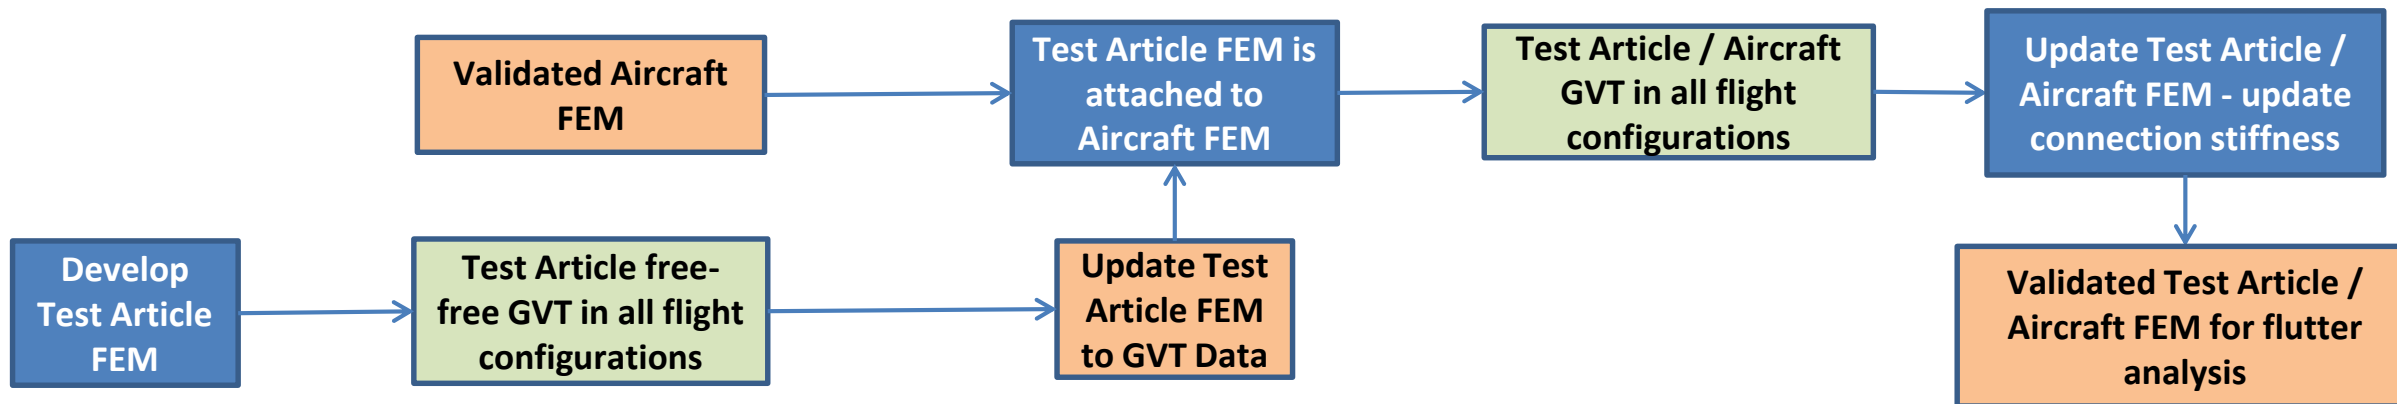 Validated Aircraft
FEM
Test Article FEM is
attached to
Aircraft FEM
Test Article / Aircraft
GVT in all flight
configurations
Update Test Article /
Aircraft FEM - update
connection stiffness
Develop
Test Article
FEM
Test Article free-
free GVT in all flight
configurations
Update Test
Article FEM
to GVT Data
Validated Test Article /
Aircraft FEM for flutter
analysis